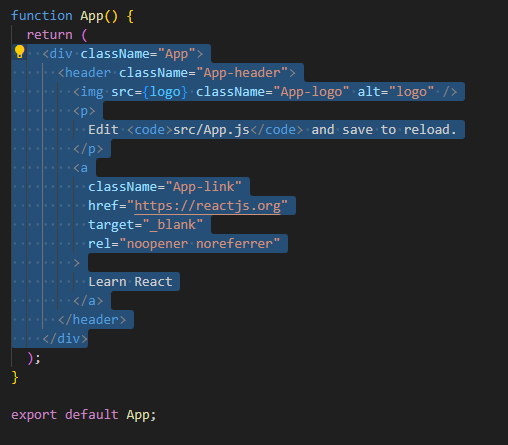 function App() {
  return (
    <div className="App">
      <header className="App-header">
        <img src={logo} className="App-logo" alt="logo" />
        <p>
          Edit <code>src/App.js</code> and save to reload.
        </p>
        <a
          className="App-link"
          href="https://reactjs.org"
          target="_blank"
          rel="noopener noreferrer"
        >
          Learn React
        </a>
      </header>
    </div>
  );
}

export default App;